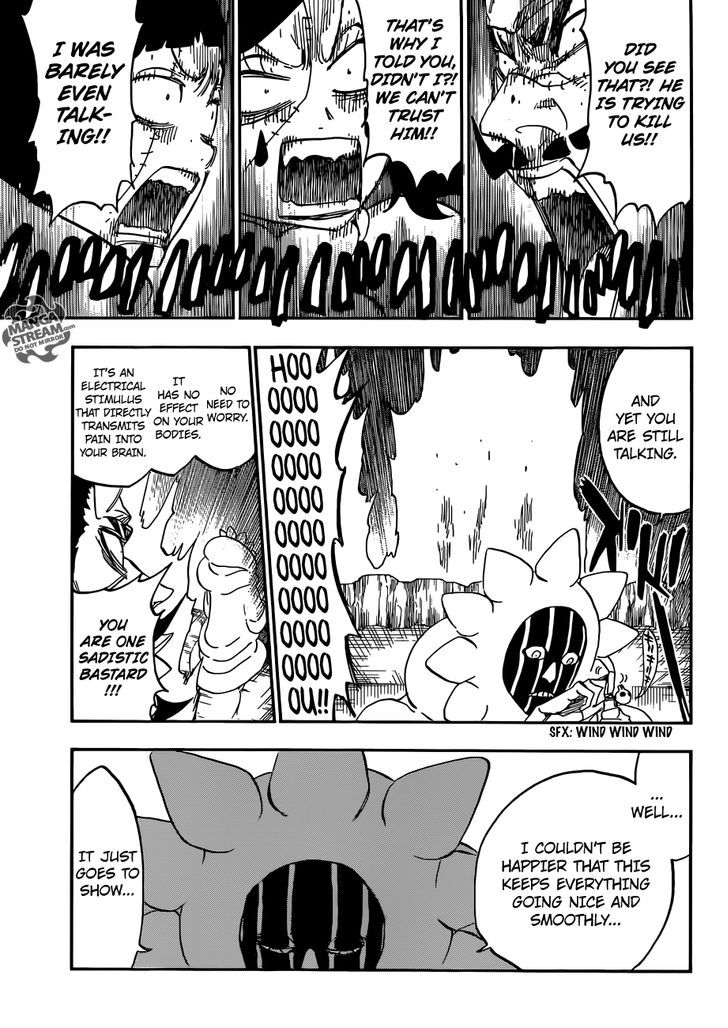 DID
YOU SEE
THAT?! HE
IS TRYING
TO KILL
US!!
THAT'S
WHY I
TOLD YOU,
DIDN'T I?!
WE CAN'T
TRUST
HIM!!
I WAS
BARELY
EVEN
TALK-
ING!!
MANGA
STREAM.com
DO NOT MIRROR
AND
YET YOU
ARE STILL
TALKING.
HOO
OOOO
OOOO
OOOO
OOOO
OOOO
OOOO
OOOO
OOOO
OOOO
OU!!
SFX: WIND WIND WIND
NO
NEED TO
WORRY.
IT
HAS NO
EFFECT
ON YOUR
BODIES.
IT'S AN
ELECTRICAL
STIMULUS
THAT DIRECTLY
TRANSMITS
PAIN INTO
YOUR BRAIN.
YOU
ARE ONE
SADISTIC
BASTARD
!!!
...
WELL...
I COULDN'T BE
HAPPIER THAT THIS
KEEPS EVERYTHING
GOING NICE AND
SMOOTHLY...
IT JUST
GOES TO
SHOW...